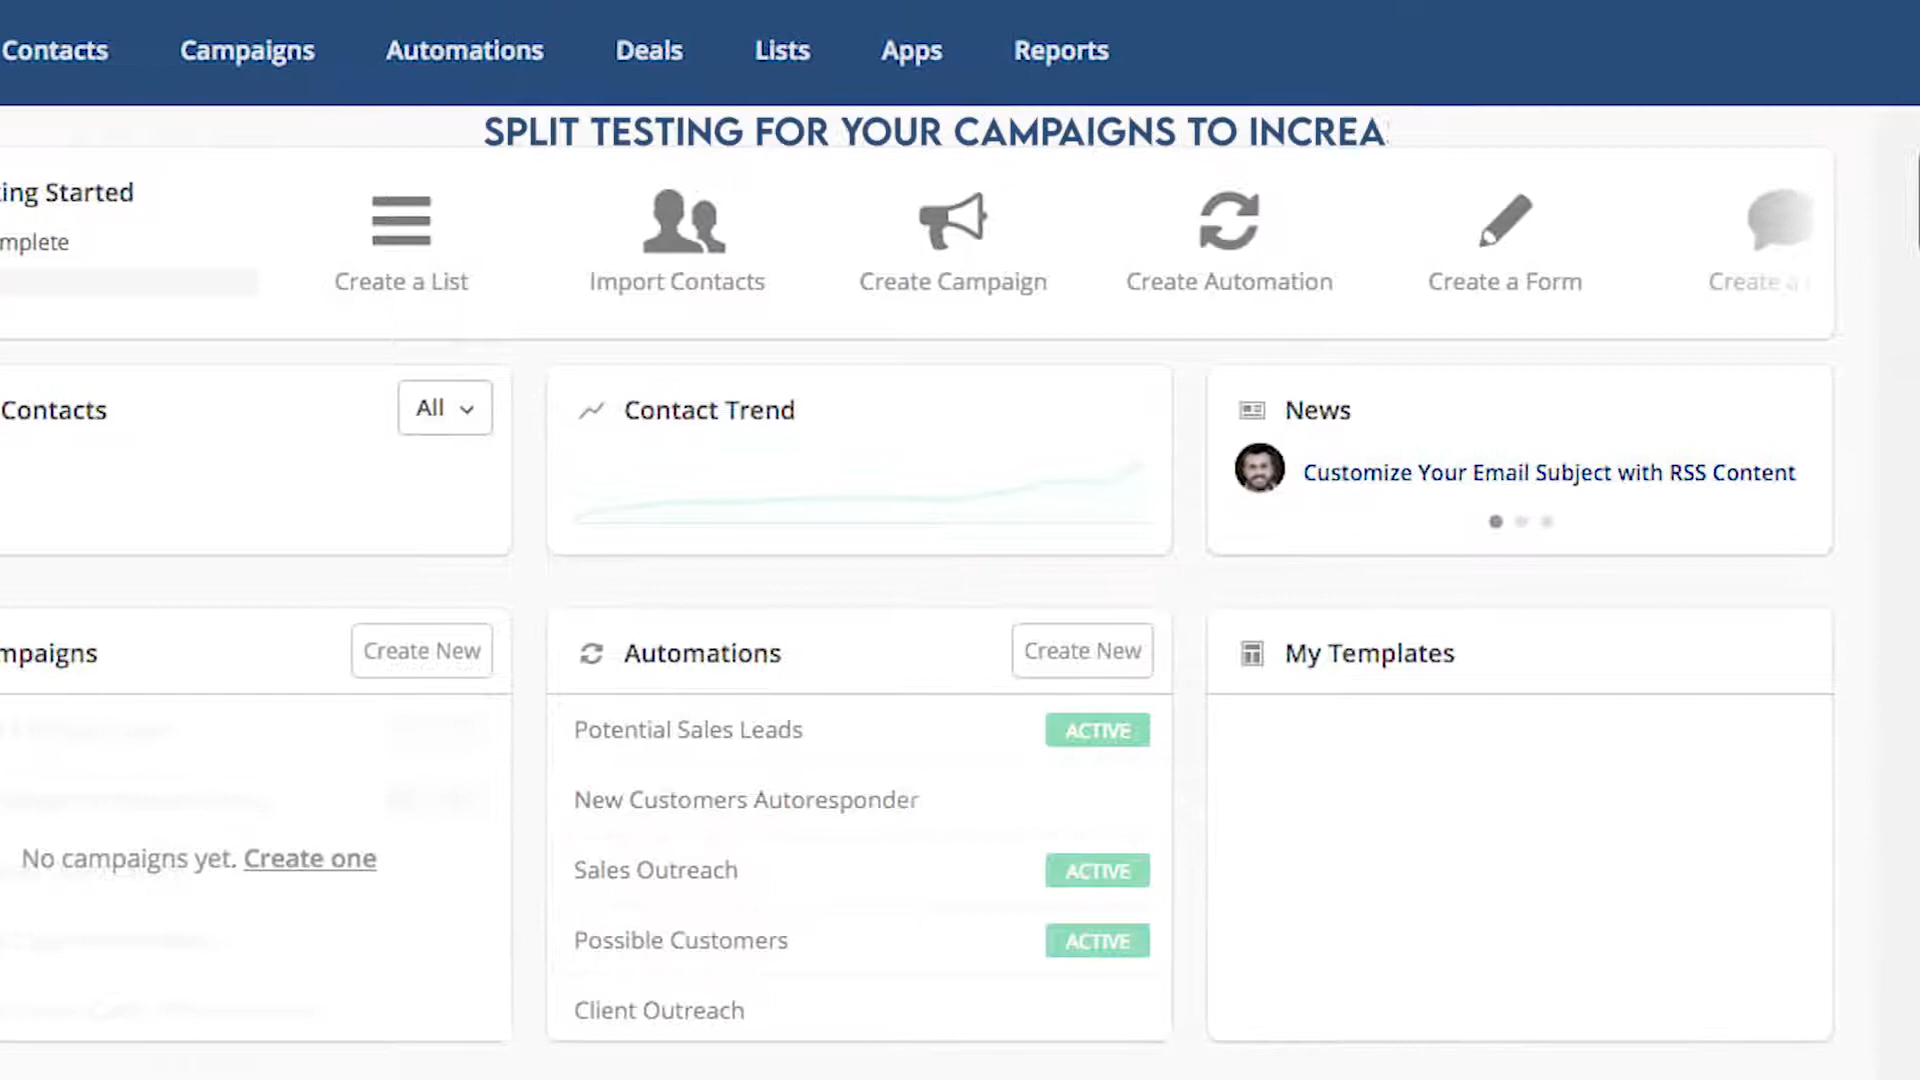 Contacts Campaigns Automations Deals Lists Apps Reports
SPLIT TESTING FOR YOUR CAMPAIGNS TO INCREA
ing Started
mplete
Create a List Import Contacts Create Campaign Create Automation Create a Form Create a
Contacts All
Contact Trend
News
Customize Your Email Subject with RSS Content
mpaigns Create New
No campaigns yet. Create one
Automations Create New
Potential Sales Leads ACTIVE
New Customers Autoresponder
Sales Outreach ACTIVE
Possible Customers ACTIVE
Client Outreach
My Templates